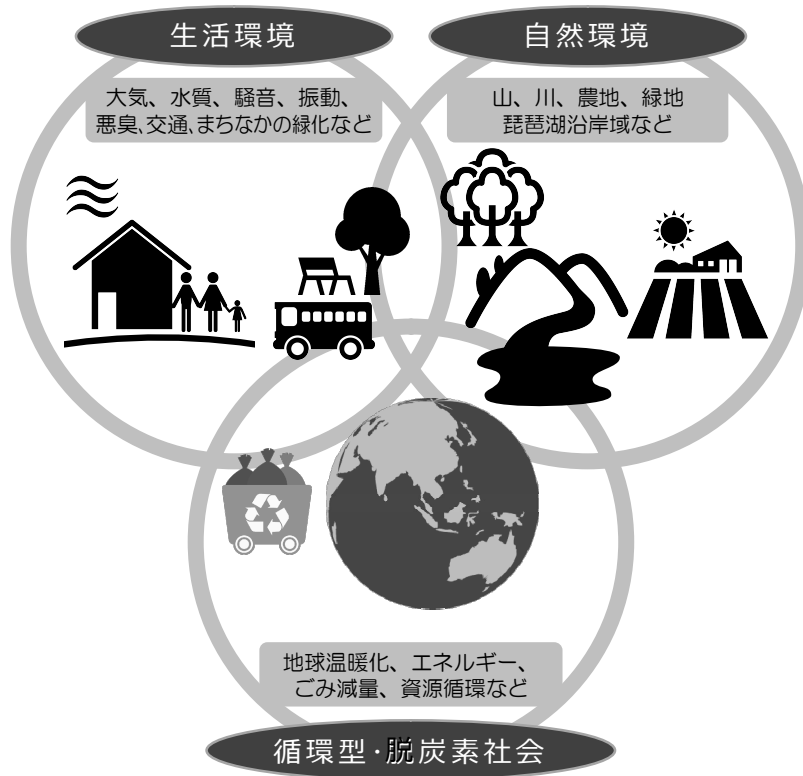 生活環境
大気、水質、騒音、振動、
悪臭、交通、まちなかの緑化など
自然環境
山、川、農地、緑地
琵琶湖沿岸域など
地球温暖化、エネルギー、
ごみ減量、資源循環など
循環型・脱炭素社会